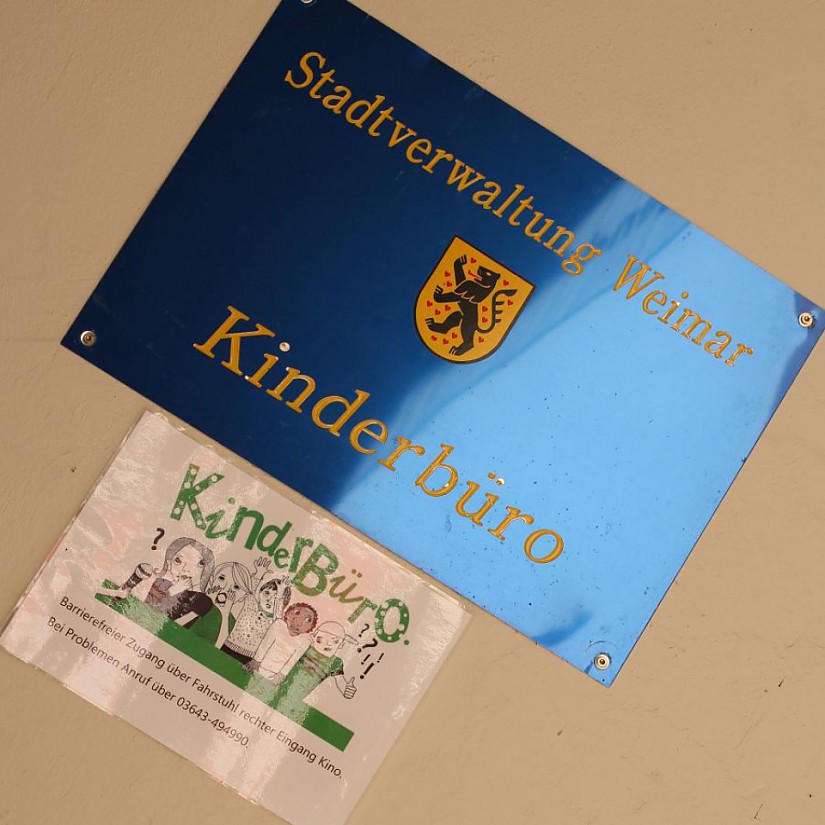 Stadtverwaltung Weimar
Kinderbüro
KinderBüro.
?
??!!
Barrierefreier Zugang über Fahrstuhl rechter Eingang Kino.
Bei Problemen Anruf über 03643-494990.